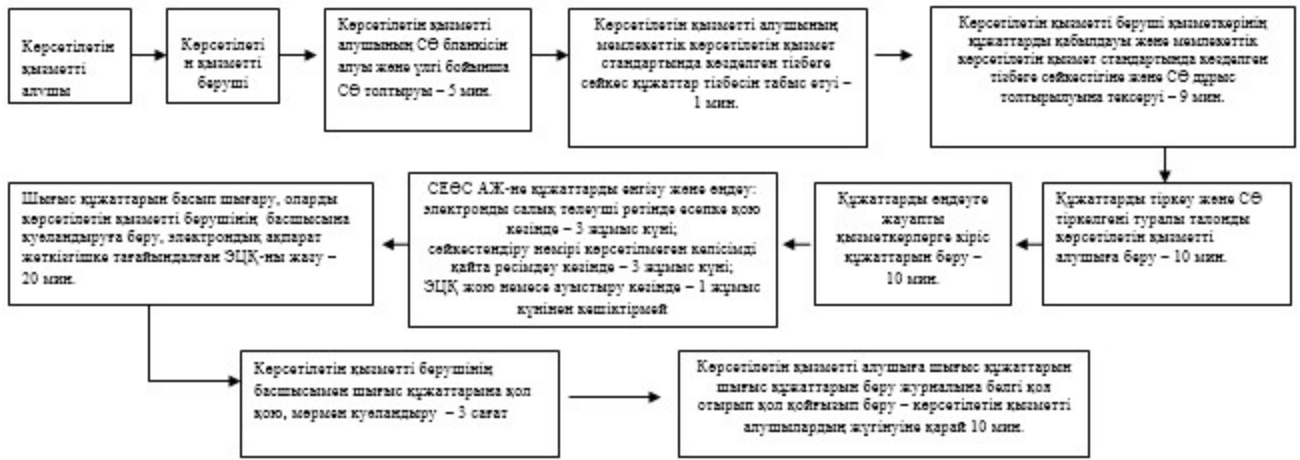 Көрсетілетін
қызметті
алушы
Көрсетілеті
н қызметті
беруші
Көрсетілетін қызметті
алушының СӨ бланкісін
алуы және үлгі бойынша
СӨ толтыруы – 5 мин.
Көрсетілетін қызметті алушының
мемлекеттік көрсетілетін қызмет
стандартында көзделген тізбеге
сәйкес құжаттар тізбесін табыс етуі –
1 мин.
Көрсетілетін қызметті беруші қызметкерінің
құжаттарды қабылдауы және мемлекеттік
көрсетілетін қызмет стандартында көзделген
тізбеге сәйкестігіне және СӨ дұрыс
толтырылуына тексеруі – 9 мин.
Құжаттарды тіркеу және СӨ
тіркелгені туралы талонды
көрсетілетін қызметті
алушыға беру – 10 мин.
Құжаттарды өңдеуге
жауапты
қызметкерлерге кіріс
құжаттарын беру –
10 мин.
СЕӨС АЖ-не құжаттарды енгізу және өңдеу:
электронды салық төлеуші ретінде есепке қою
кезінде – 3 жұмыс күні;
сәйкестендіру нөмірі көрсетілмеген келісімді
қайта ресімдеу кезінде – 3 жұмыс күні;
ЭЦҚ жою немесе ауыстыру кезінде – 1 жұмыс
күнінен кешіктірмей
Шығыс құжаттарын басып шығару, оларды
көрсетілетін қызметті берушінің басшысына
куәландыруға беру, электрондық ақпарат
жеткізгішке тағайындалған ЭЦҚ-ны жазу –
20 мин.
Көрсетілетін қызметті берушінің
басшысымен шығыс құжаттарына қол
қою, мөрмен куәландыру – 3 сағат
Көрсетілетін қызметті алушыға шығыс құжаттарын
шығыс құжаттарын беру журналына белгі қоя
отырып қол қойғызып беру – көрсетілетін қызметті
алушылардың жүгінуіне қарай 10 мин.